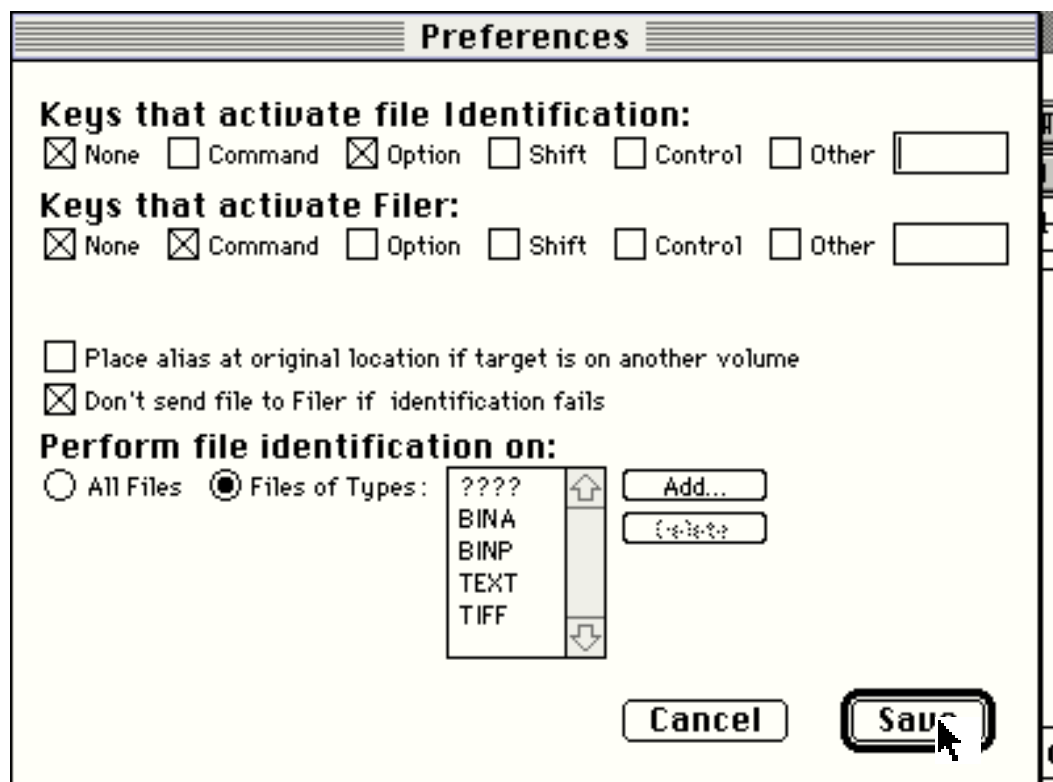 Preferences
Keys that activate file Identification:
None Command Option Shift Control Other
Keys that activate Filer:
None Command Option Shift Control Other
Place alias at original location if target is on another volume
Don't send file to Filer if identification fails
Perform file identification on:
All Files Files of Types: ???? Add...
BINA
BINP
TEXT
TIFF
Cancel Save